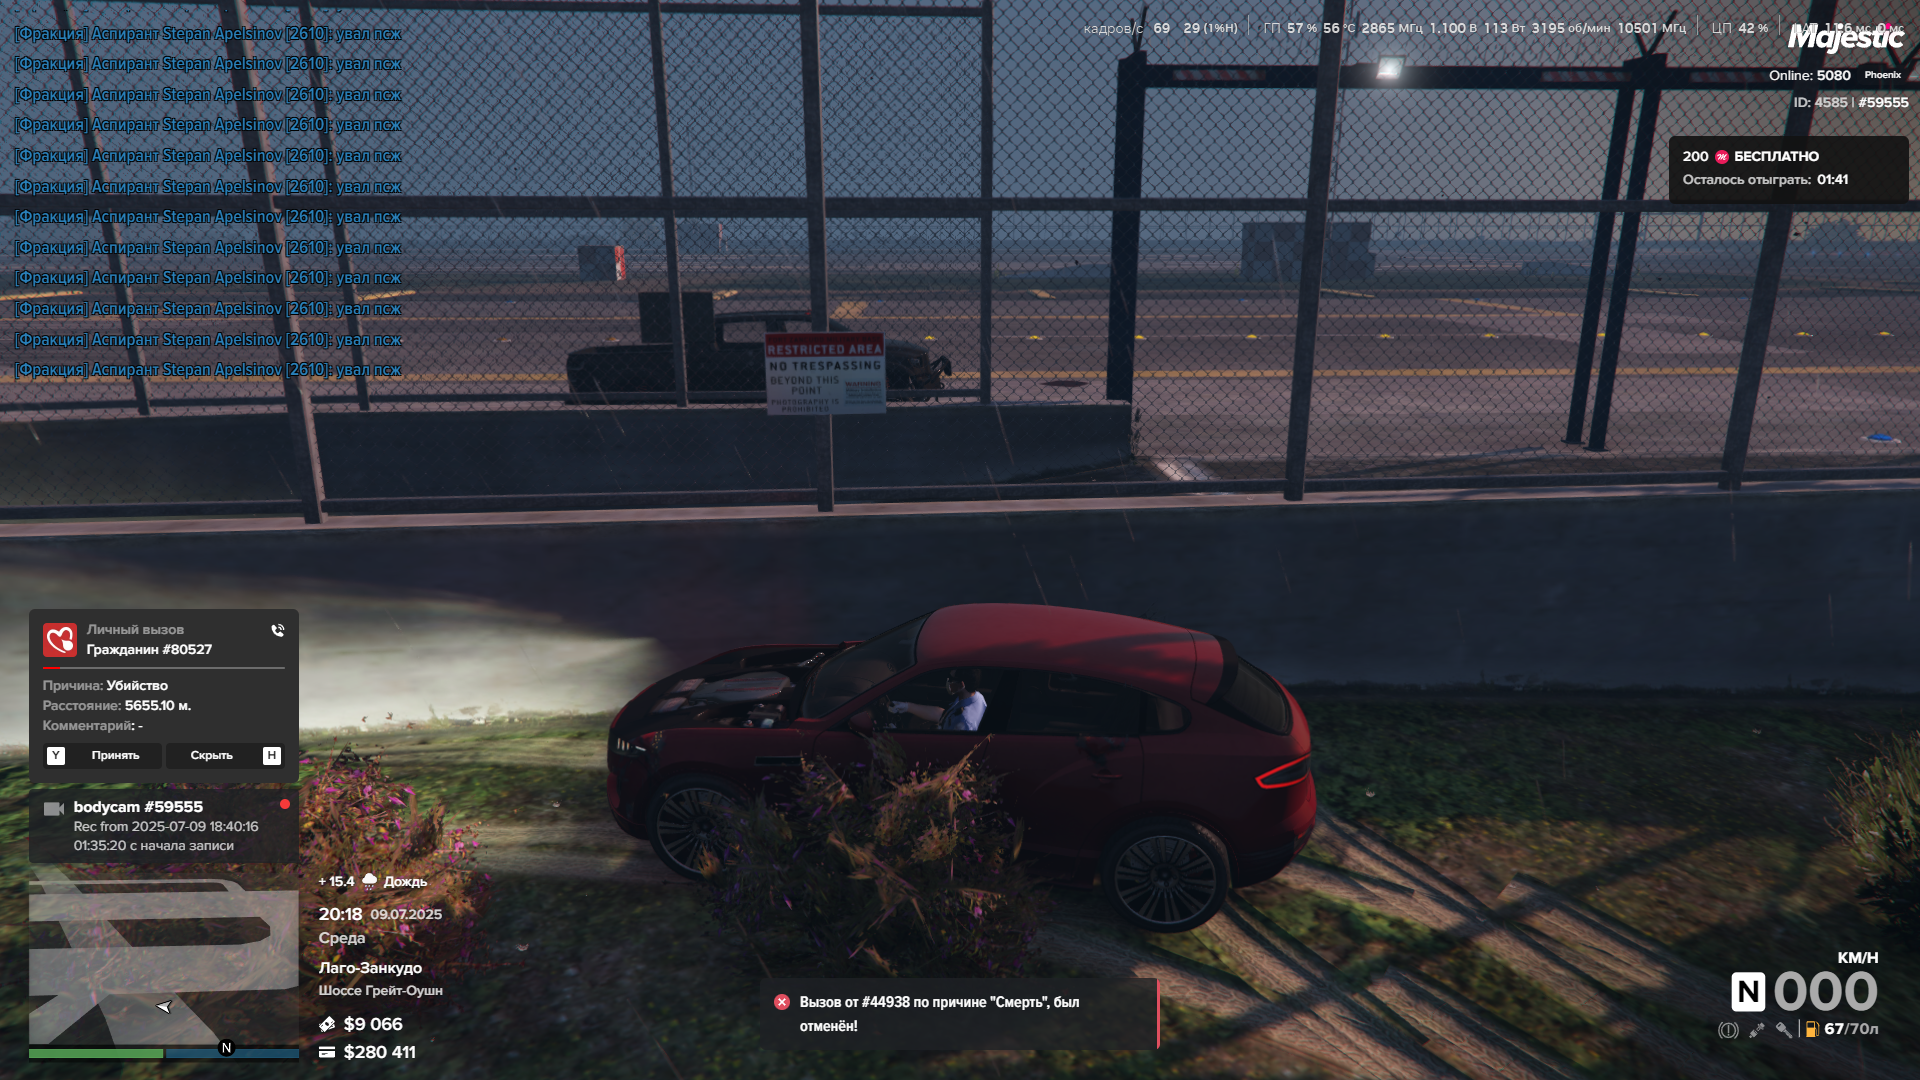 [Фракция] Аспирант Stepan Apelsinov [2610]: увал псж
[Фракция] Аспирант Stepan Apelsinov [2610]: увал псж
[Фракция] Аспирант Stepan Apelsinov [2610]: увал псж
[Фракция] Аспирант Stepan Apelsinov [2610]: увал псж
[Фракция] Аспирант Stepan Apelsinov [2610]: увал псж
[Фракция] Аспирант Stepan Apelsinov [2610]: увал псж
[Фракция] Аспирант Stepan Apelsinov [2610]: увал псж
[Фракция] Аспирант Stepan Apelsinov [2610]: увал псж
[Фракция] Аспирант Stepan Apelsinov [2610]: увал псж
[Фракция] Аспирант Stepan Apelsinov [2610]: увал псж
[Фракция] Аспирант Stepan Apelsinov [2610]: увал псж
[Фракция] Аспирант Stepan Apelsinov [2610]: увал псж
кадров/с 69 29 (1%Н) ГП 57 % 56 °C 2865 МГц 1.100 В 113 Вт 3195 об/мин 10501 МГц ЦП 42 %
Majestic
Online: 5080 Phoenix
ID: 4585 | #59555
200 БЕСПЛАТНО
Осталось отыграть: 01:41
RESTRICTED AREA
NO TRESPASSING
BEYOND THIS
POINT
PHOTOGRAPHY IS
PROHIBITED
WARNING
Личный вызов
Гражданин #80527
Причина: Убийство
Расстояние: 5655.10 м.
Комментарий: -
Y Принять Скрыть H
bodycam #59555
Rec from 2025-07-09 18:40:16
01:35:20 с начала записи
+ 15.4 Дождь
20:18 09.07.2025
Среда
Лаго-Занкудо
Шоссе Грейт-Оушн
$9 066
$280 411
N
Вызов от #44938 по причине "Смерть", был
отменён!
KM/H
N 000
67/70л